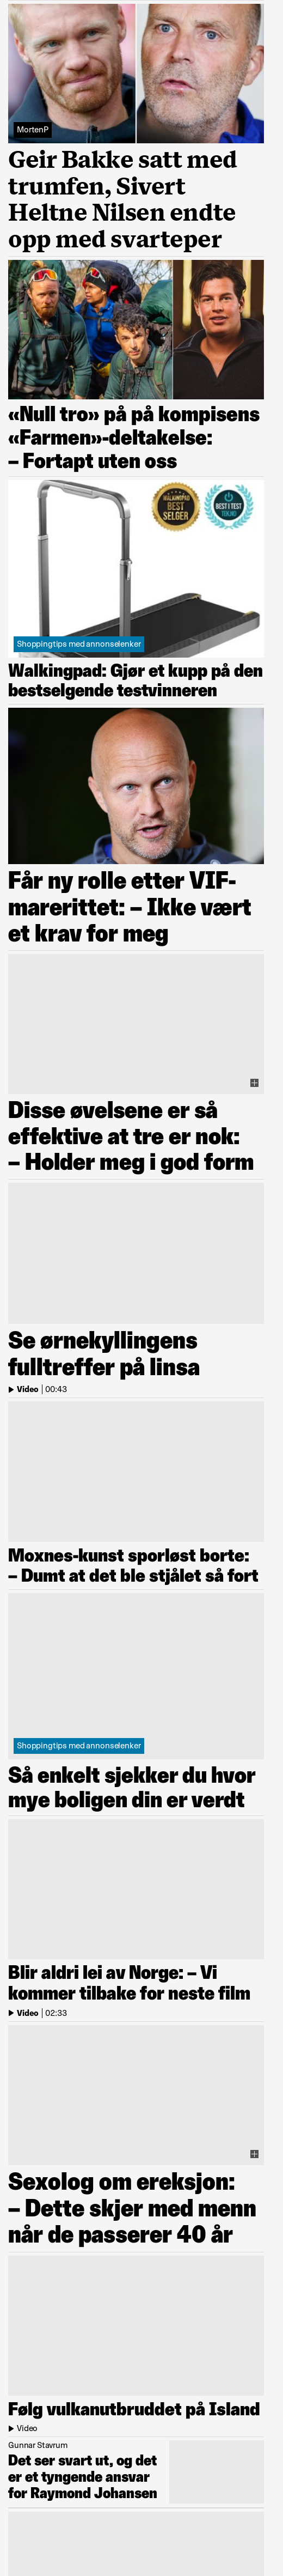 MortenP
Geir Bakke satt med
trumfen, Sivert
Heltne Nilsen endte
opp med svarteper
«Null tro» på på kompisens
«Farmen»-deltakelse:
– Fortapt uten oss
WALKINGPAD
BEST
SELGER
BEST I TEST
TEK.NO
Shoppingtips med annonselenker
Walkingpad: Gjør et kupp på den
bestselgende testvinneren
Får ny rolle etter VIF-
marerittet: – Ikke vært
et krav for meg
Disse øvelsene er så
effektive at tre er nok:
– Holder meg i god form
Se ørnekyllingens
fulltreffer på linsa
Video | 00:43
Moxnes-kunst sporløst borte:
– Dumt at det ble stjålet så fort
Shoppingtips med annonselenker
Så enkelt sjekker du hvor
mye boligen din er verdt
Blir aldri lei av Norge: – Vi
kommer tilbake for neste film
Video | 02:33
Sexolog om ereksjon:
– Dette skjer med menn
når de passerer 40 år
Følg vulkanutbruddet på Island
Video
Gunnar Stavrum
Det ser svart ut, og det
er et tyngende ansvar
for Raymond Johansen